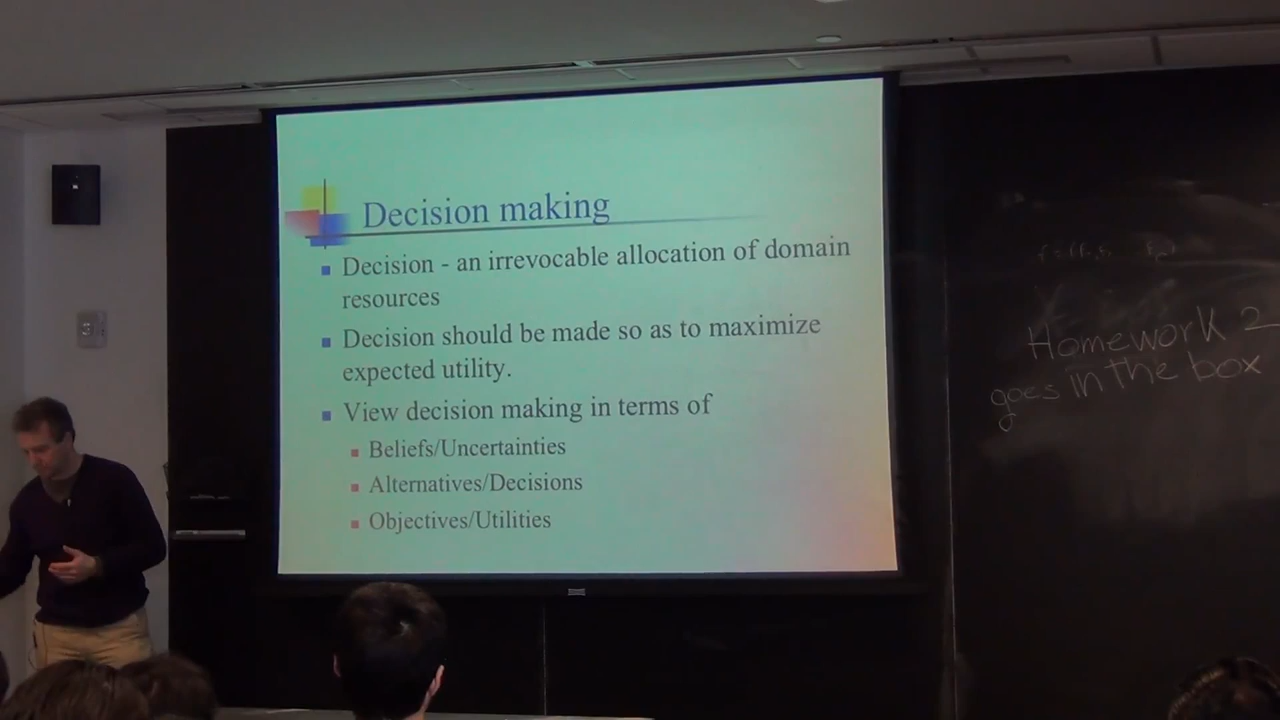 Decision making
Decision - an irrevocable allocation of domain
resources
Decision should be made so as to maximize
expected utility.
View decision making in terms of
Beliefs/Uncertainties
Alternatives/Decisions
Objectives/Utilities
Homework 2
goes in the box